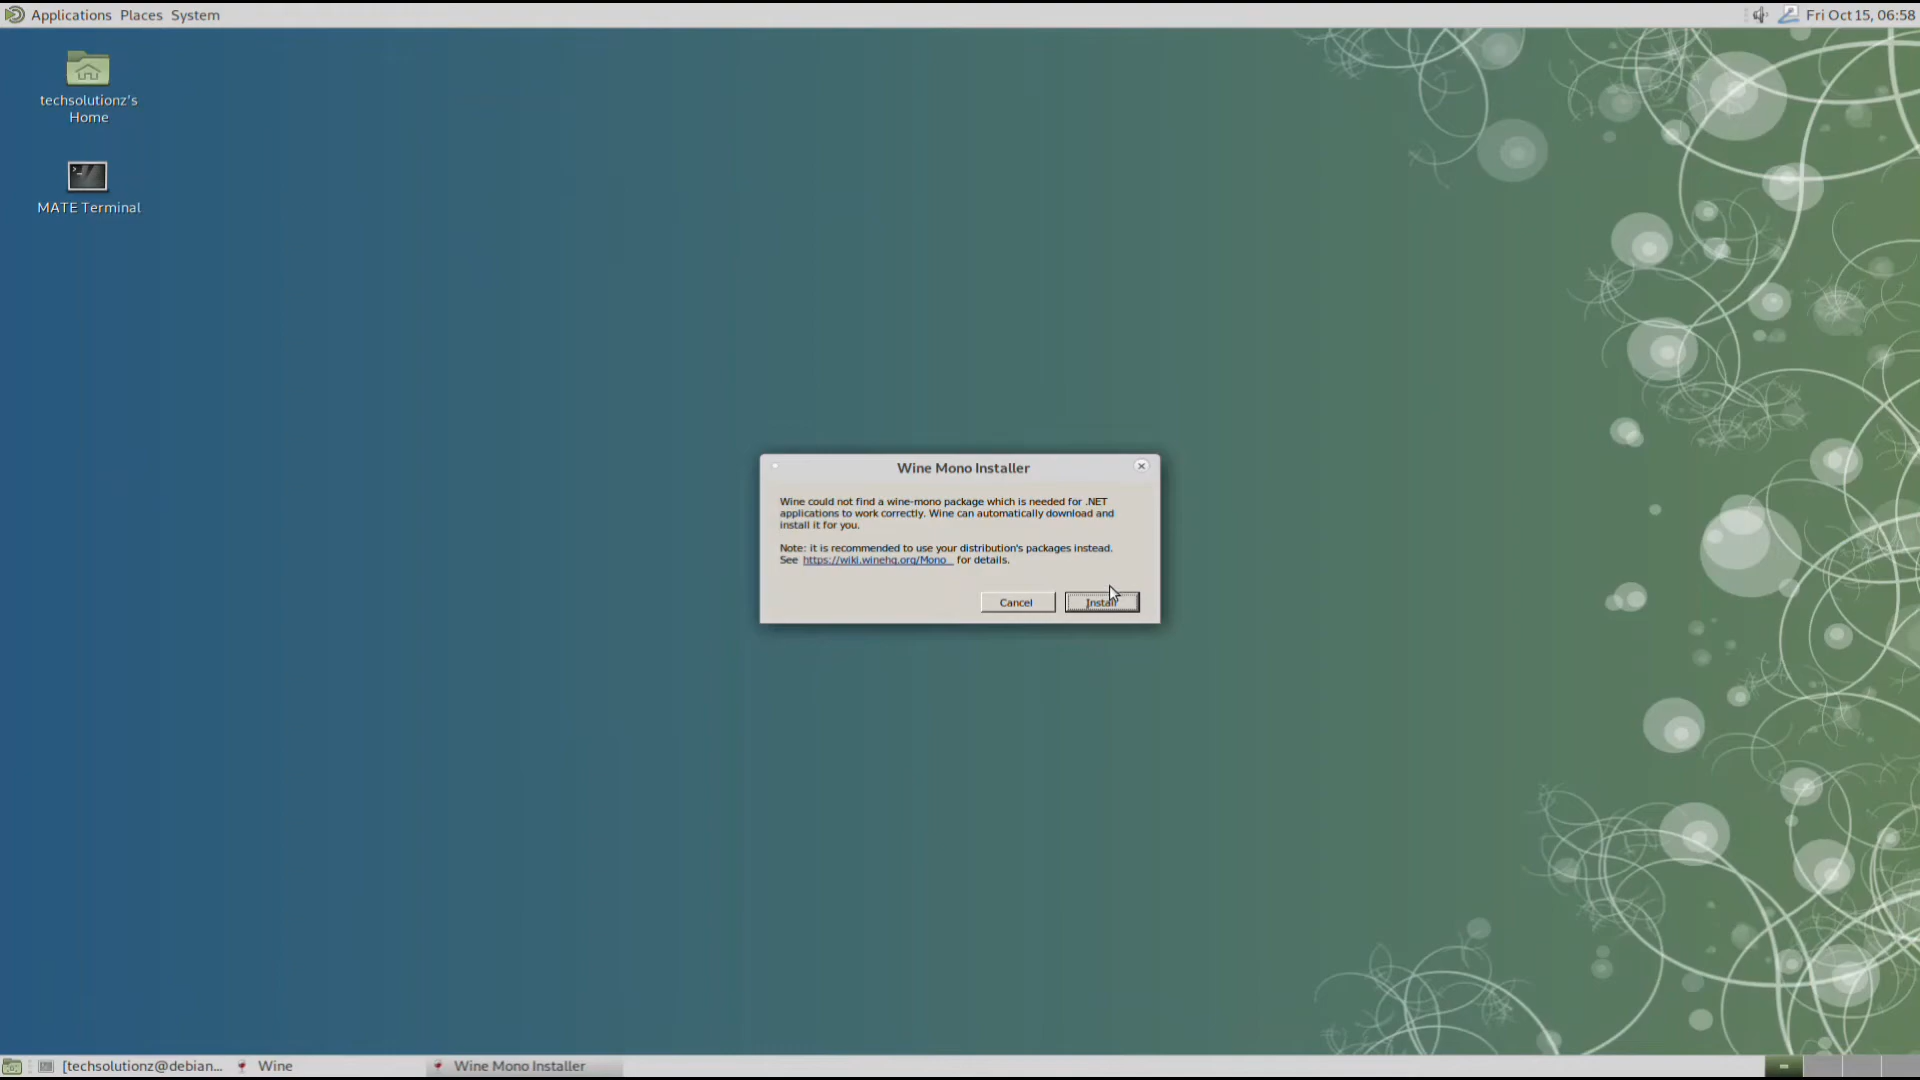 Applications Places System
Fri Oct 15, 06:58
techsolutionz's
Home
MATE Terminal
Wine Mono Installer
Wine could not find a wine-mono package which is needed for .NET
applications to work correctly. Wine can automatically download and
install it for you.
Note: it is recommended to use your distribution's packages instead.
See https://wiki.winehq.org/Mono for details.
Cancel
Install
[techsolutionz@debian...
Wine
Wine Mono Installer